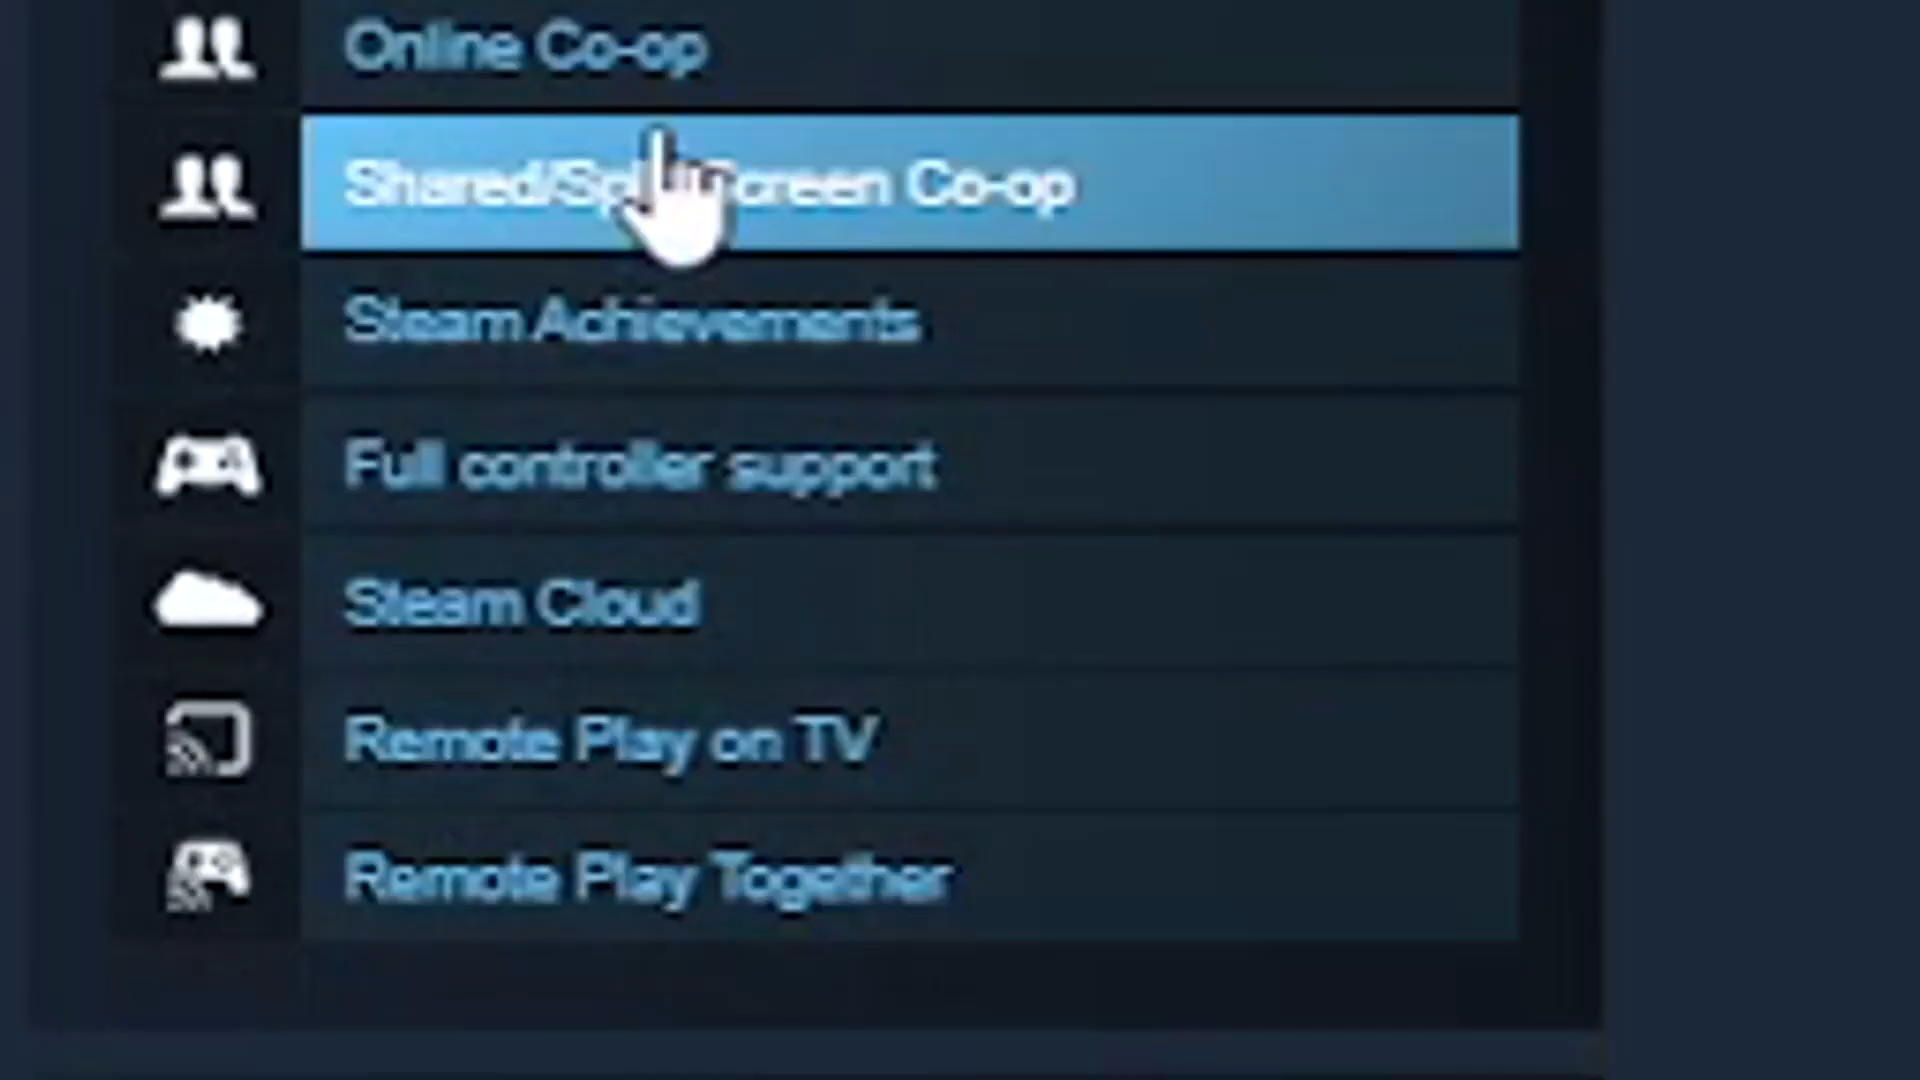 Online Co-op
Shared/Split Screen Co-op
Steam Achievements
Full controller support
Steam Cloud
Remote Play on TV
Remote Play Together